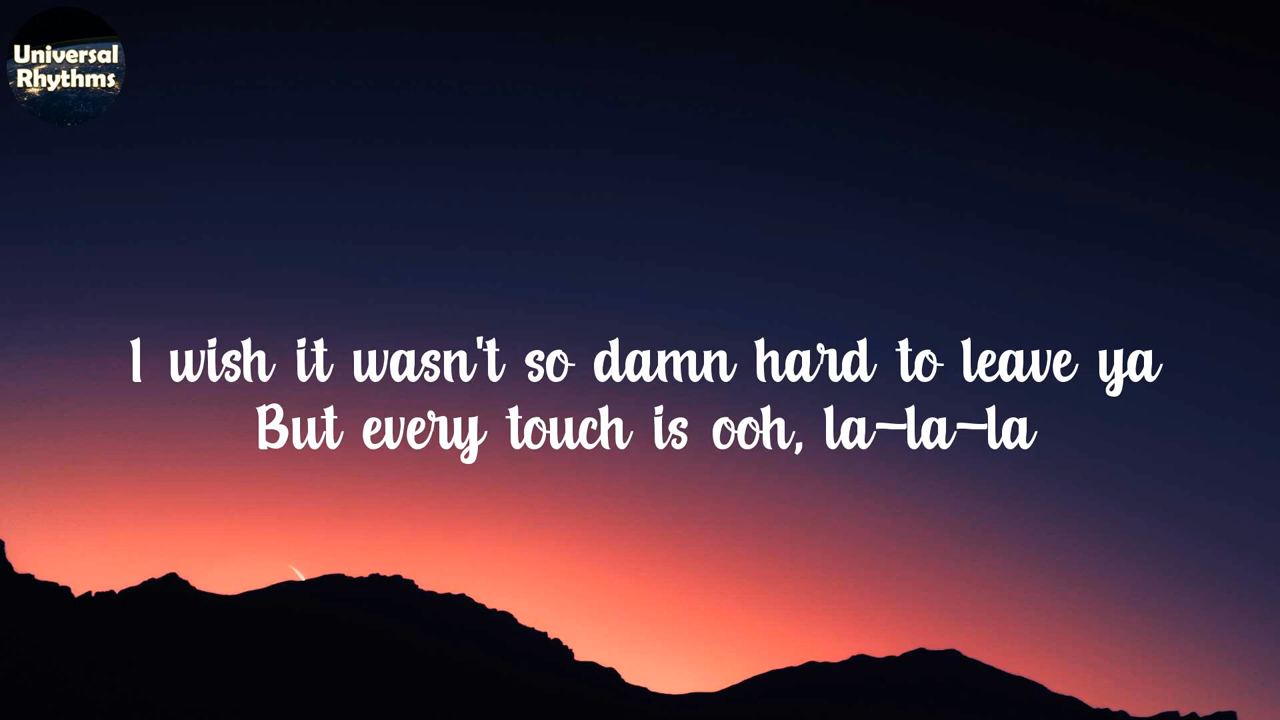 Universal
Rhythms
I wish it wasn't so damn hard to leave ya
But every touch is ooh, la-la-la